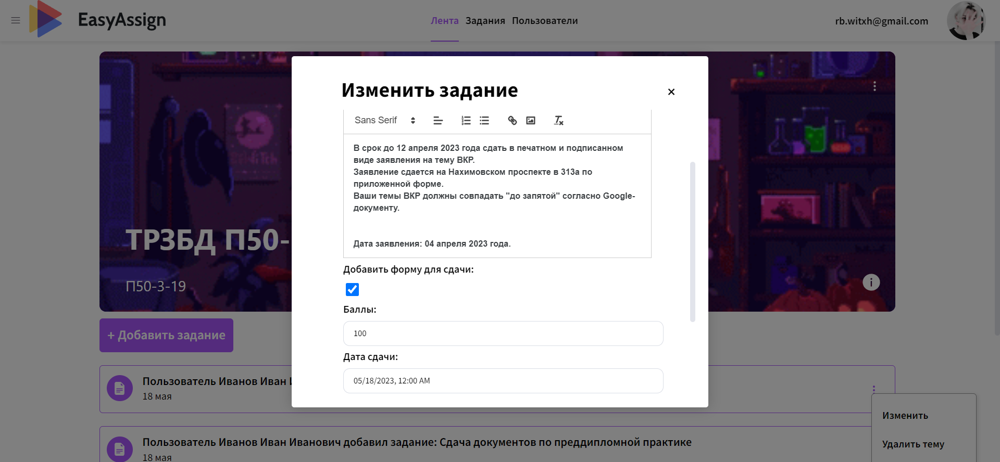 EasyAssign
Лента
Задания
Пользователи
rb.witxh@gmail.com
Изменить задание
×
Sans Serif
В срок до 12 апреля 2023 года сдать в печатном и подписанном
виде заявления на тему ВКР.
Заявление сдается на Нахимовском проспекте в 313а по
приложенной форме.
Ваши темы ВКР должны совпадать "до запятой" согласно Google-
документу.
Дата заявления: 04 апреля 2023 года.
Добавить форму для сдачи:
Баллы:
100
Дата сдачи:
05/18/2023, 12:00 AM
ТРЗБД П50-
П50-3-19
i
+ Добавить задание
Пользователь Иванов Иван
18 мая
Изменить
Удалить тему
Пользователь Иванов Иван Иванович добавил задание: Сдача документов по преддипломной практике
18 мая